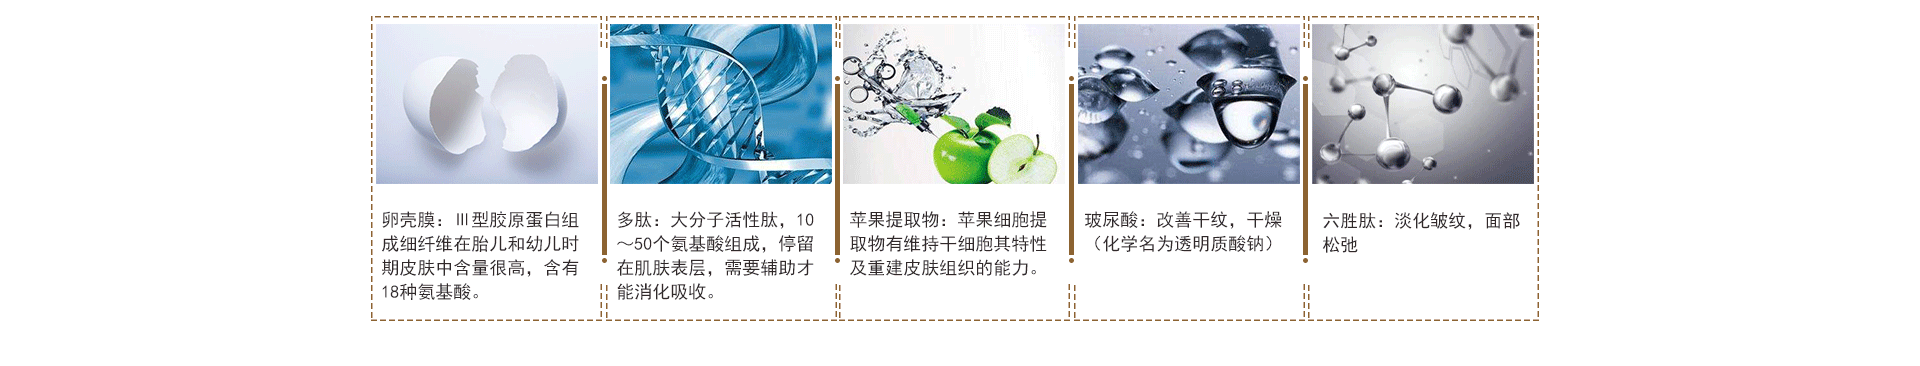 卵壳膜：Ⅲ型胶原蛋白组
成细纤维在胎儿和幼儿时
期皮肤中含量很高，含有
18种氨基酸。
多肽：大分子活性肽，10
～50个氨基酸组成，停留
在肌肤表层，需要辅助才
能消化吸收。
苹果提取物：苹果细胞提
取物有维持干细胞其特性
及重建皮肤组织的能力。
玻尿酸：改善干纹，干燥
（化学名为透明质酸钠）
六胜肽：淡化皱纹，面部
松弛